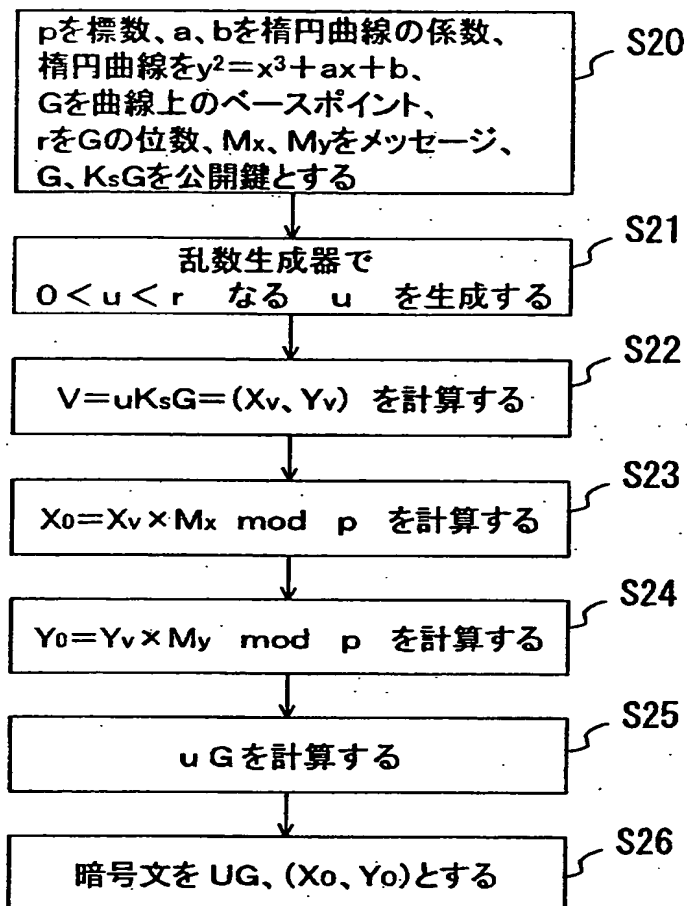 pを標数、a、bを楕円曲線の係数、
S20
楕円曲線をy²=x³+ax+b、
Gを曲線上のベースポイント、
rをGの位数、Mx、Myをメッセージ、
G、KsGを公開鍵とする
S21
乱数生成器で
0<u<r なる u を生成する
S22
V=uKsG=(Xv、Yv) を計算する
S23
X0=Xv×Mx mod p を計算する
S24
Y0=Yv×My mod p を計算する
S25
uGを計算する
S26
暗号文をUG、(X0、Y0)とする